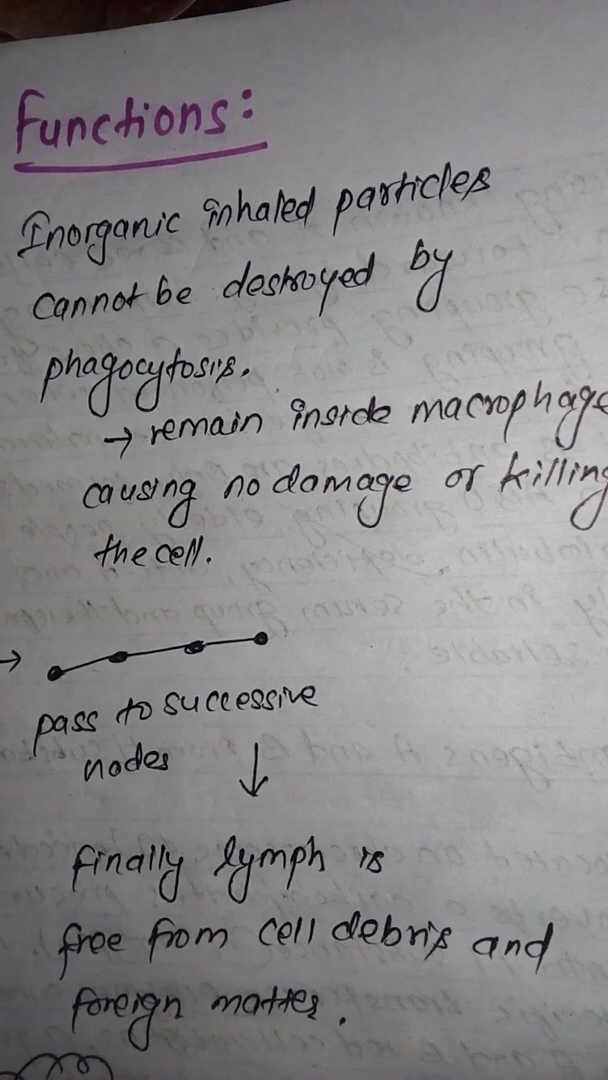 Functions:
Inorganic inhaled particles
cannot be destroyed by
phagocytosis.
→ remain inside macrophage
causing no damage or killing
the cell.
→
pass to successive
nodes ↓
finally lymph is
free from cell debris and
foreign matter.